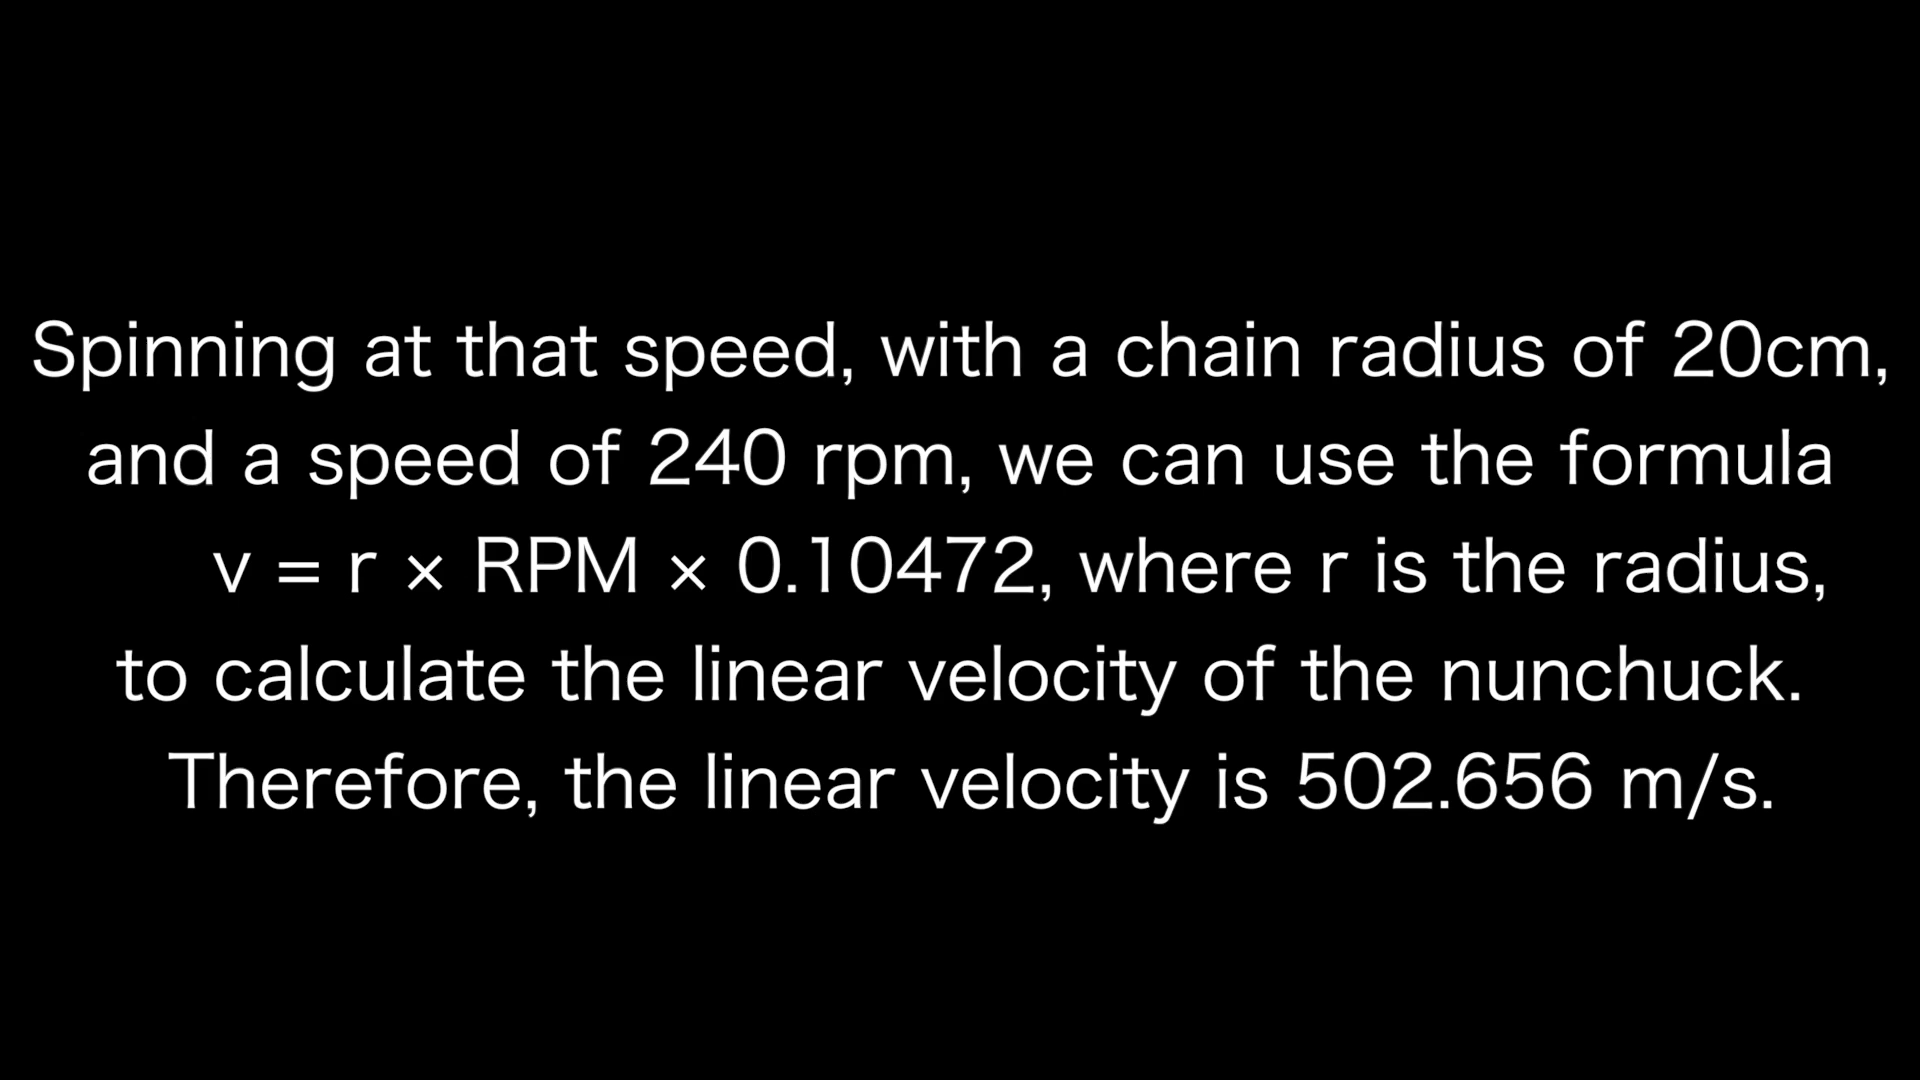 Spinning at that speed, with a chain radius of 20cm,
and a speed of 240 rpm, we can use the formula
v = r × RPM × 0.10472, where r is the radius,
to calculate the linear velocity of the nunchuck.
Therefore, the linear velocity is 502.656 m/s.